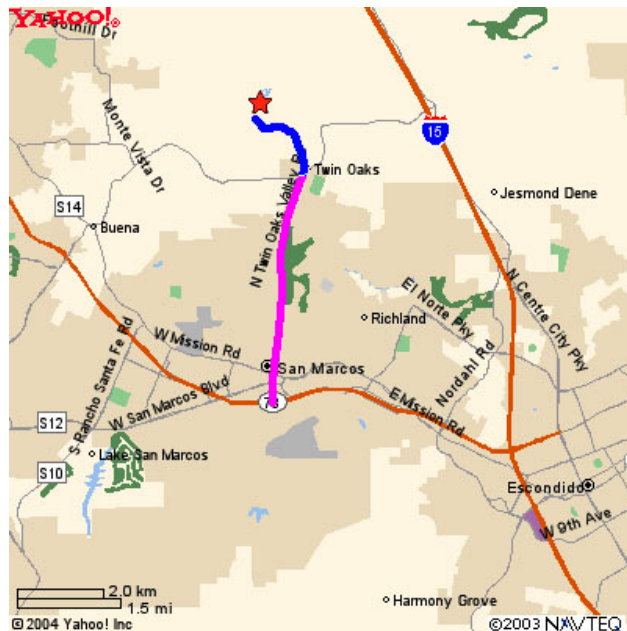 YAHOO!
Foothill Dr
15
Monte Vista Dr
N Twin Oaks Valley R
Twin Oaks
Jesmond Dene
S14
Buena
N Centre City Pky
El Norte Pky
Richland
W Mission Rd
Nordahl Rd
San Marcos
S Rancho Santa Fe Rd
W San Marcos Blvd
E Mission Rd
S12
Lake San Marcos
S10
Escondido
W 9th Ave
2.0 km
1.5 mi
Harmony Grove
© 2004 Yahoo! Inc
©2003 NAVTEQ